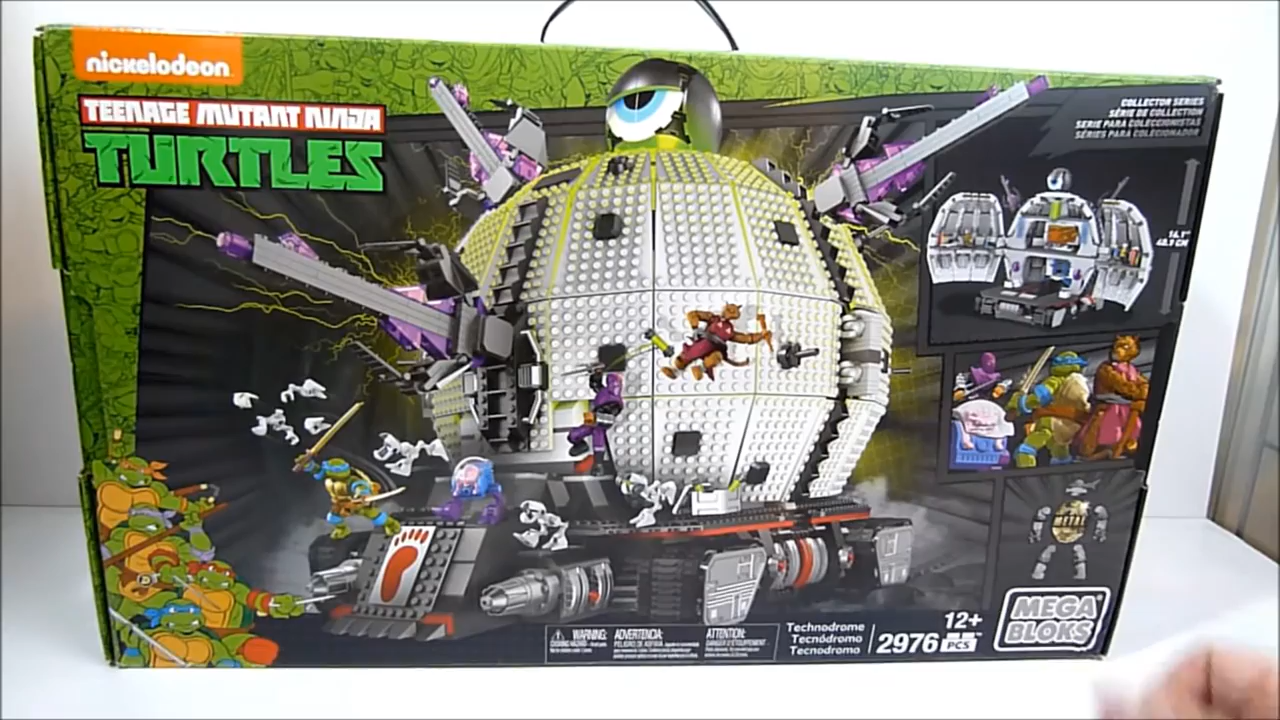 nickelodeon
TEENAGE MUTANT NINJA
TURTLES
COLLECTOR SERIES
SÉRIE DE COLLECTION
SERIE PARA COLECCIONISTAS
SÉRIES PARA COLECIONADOR
METAL
MEGA
BLOKS
WARNING:
ADVERTENCIA:
ATTENTION:
Technodrome
Tecnódromo
Tecnodromo
2976
PCS
12+